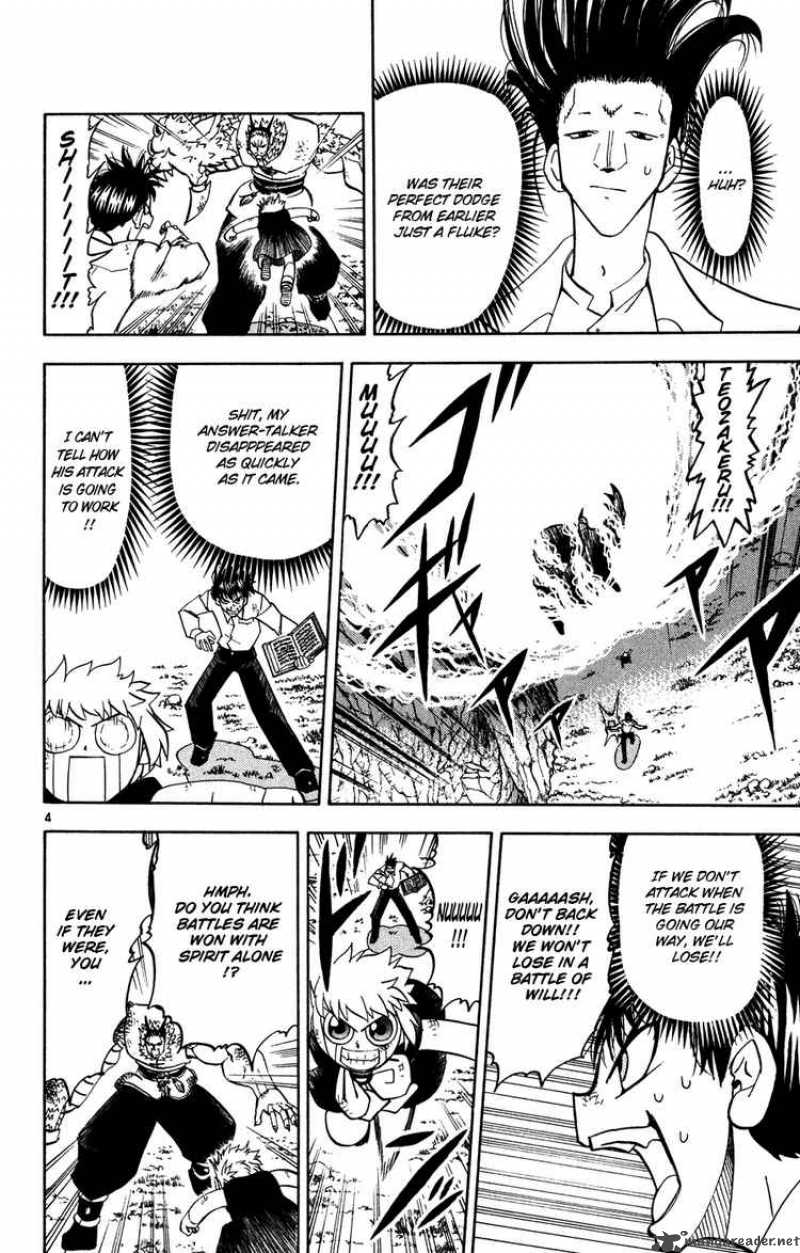 ...
HUH?
WAS THEIR
PERFECT DODGE
FROM EARLIER
JUST A FLUKE?
SHIIIIIIT!!!
TEOZAKERU!!!
MUUUU!!!
SHIT, MY
ANSWER-TALKER
DISAPPPEARED
AS QUICKLY
AS IT CAME.
I CAN'T
TELL HOW
HIS ATTACK
IS GOING
TO WORK
!!
4
IF WE DON'T
ATTACK WHEN
THE BATTLE IS
GOING OUR
WAY, WE'LL
LOSE!!
GAAAAASH,
DON'T BACK
DOWN!!
WE WON'T
LOSE IN A
BATTLE OF
WILL!!!
NUUUUU
!!!
HMPH.
DO YOU THINK
BATTLES ARE
WON WITH
SPIRIT ALONE
!?
EVEN
IF THEY
WERE,
YOU
...
mangareader.net